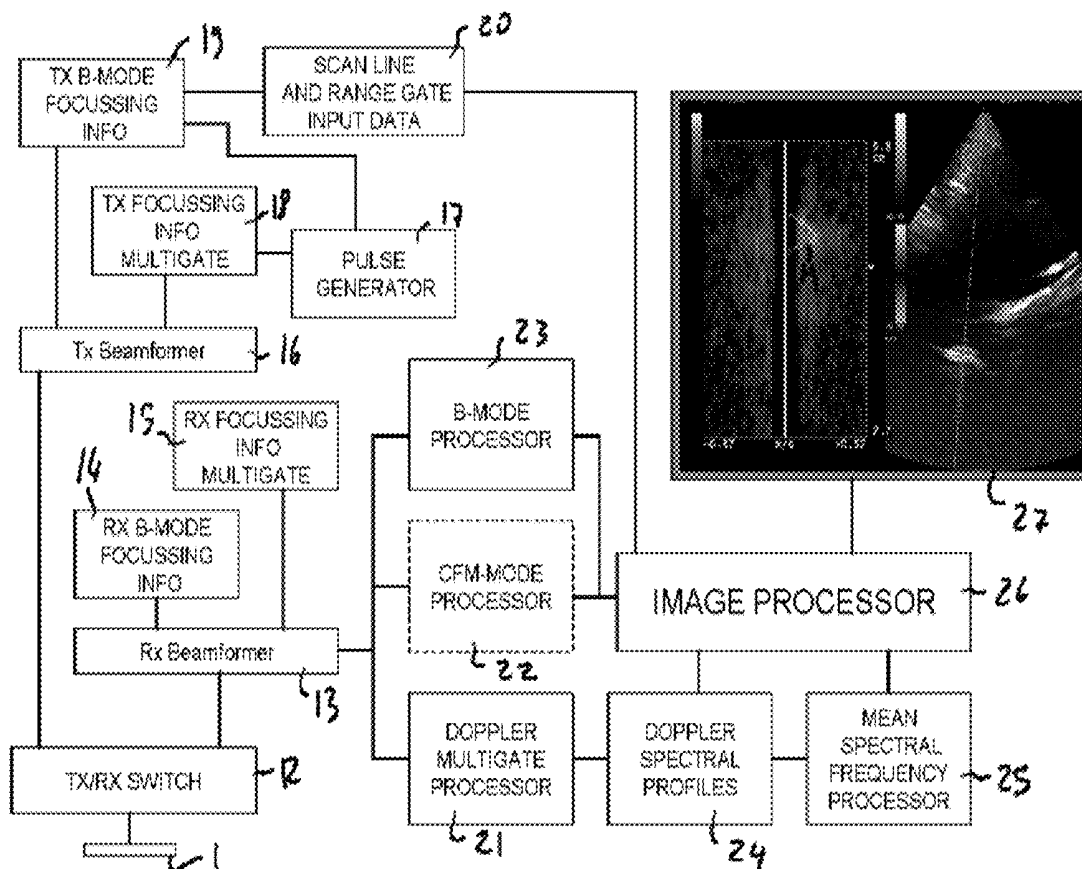 19
TX B-MODE
FOCUSSING
INFO
20
SCAN LINE
AND RANGE GATE
INPUT DATA
TX FOCUSSING
INFO
MULTIGATE
18
17
PULSE
GENERATOR
Tx Beamformer
16
15
RX FOCUSSING
INFO
MULTIGATE
14
RX B-MODE
FOCUSSING
INFO
Rx Beamformer
13
TX/RX SWITCH
12
1
23
B-MODE
PROCESSOR
CFM-MODE
PROCESSOR
22
DOPPLER
MULTIGATE
PROCESSOR
21
DOPPLER
SPECTRAL
PROFILES
24
MEAN
SPECTRAL
FREQUENCY
PROCESSOR
25
IMAGE PROCESSOR
26
27